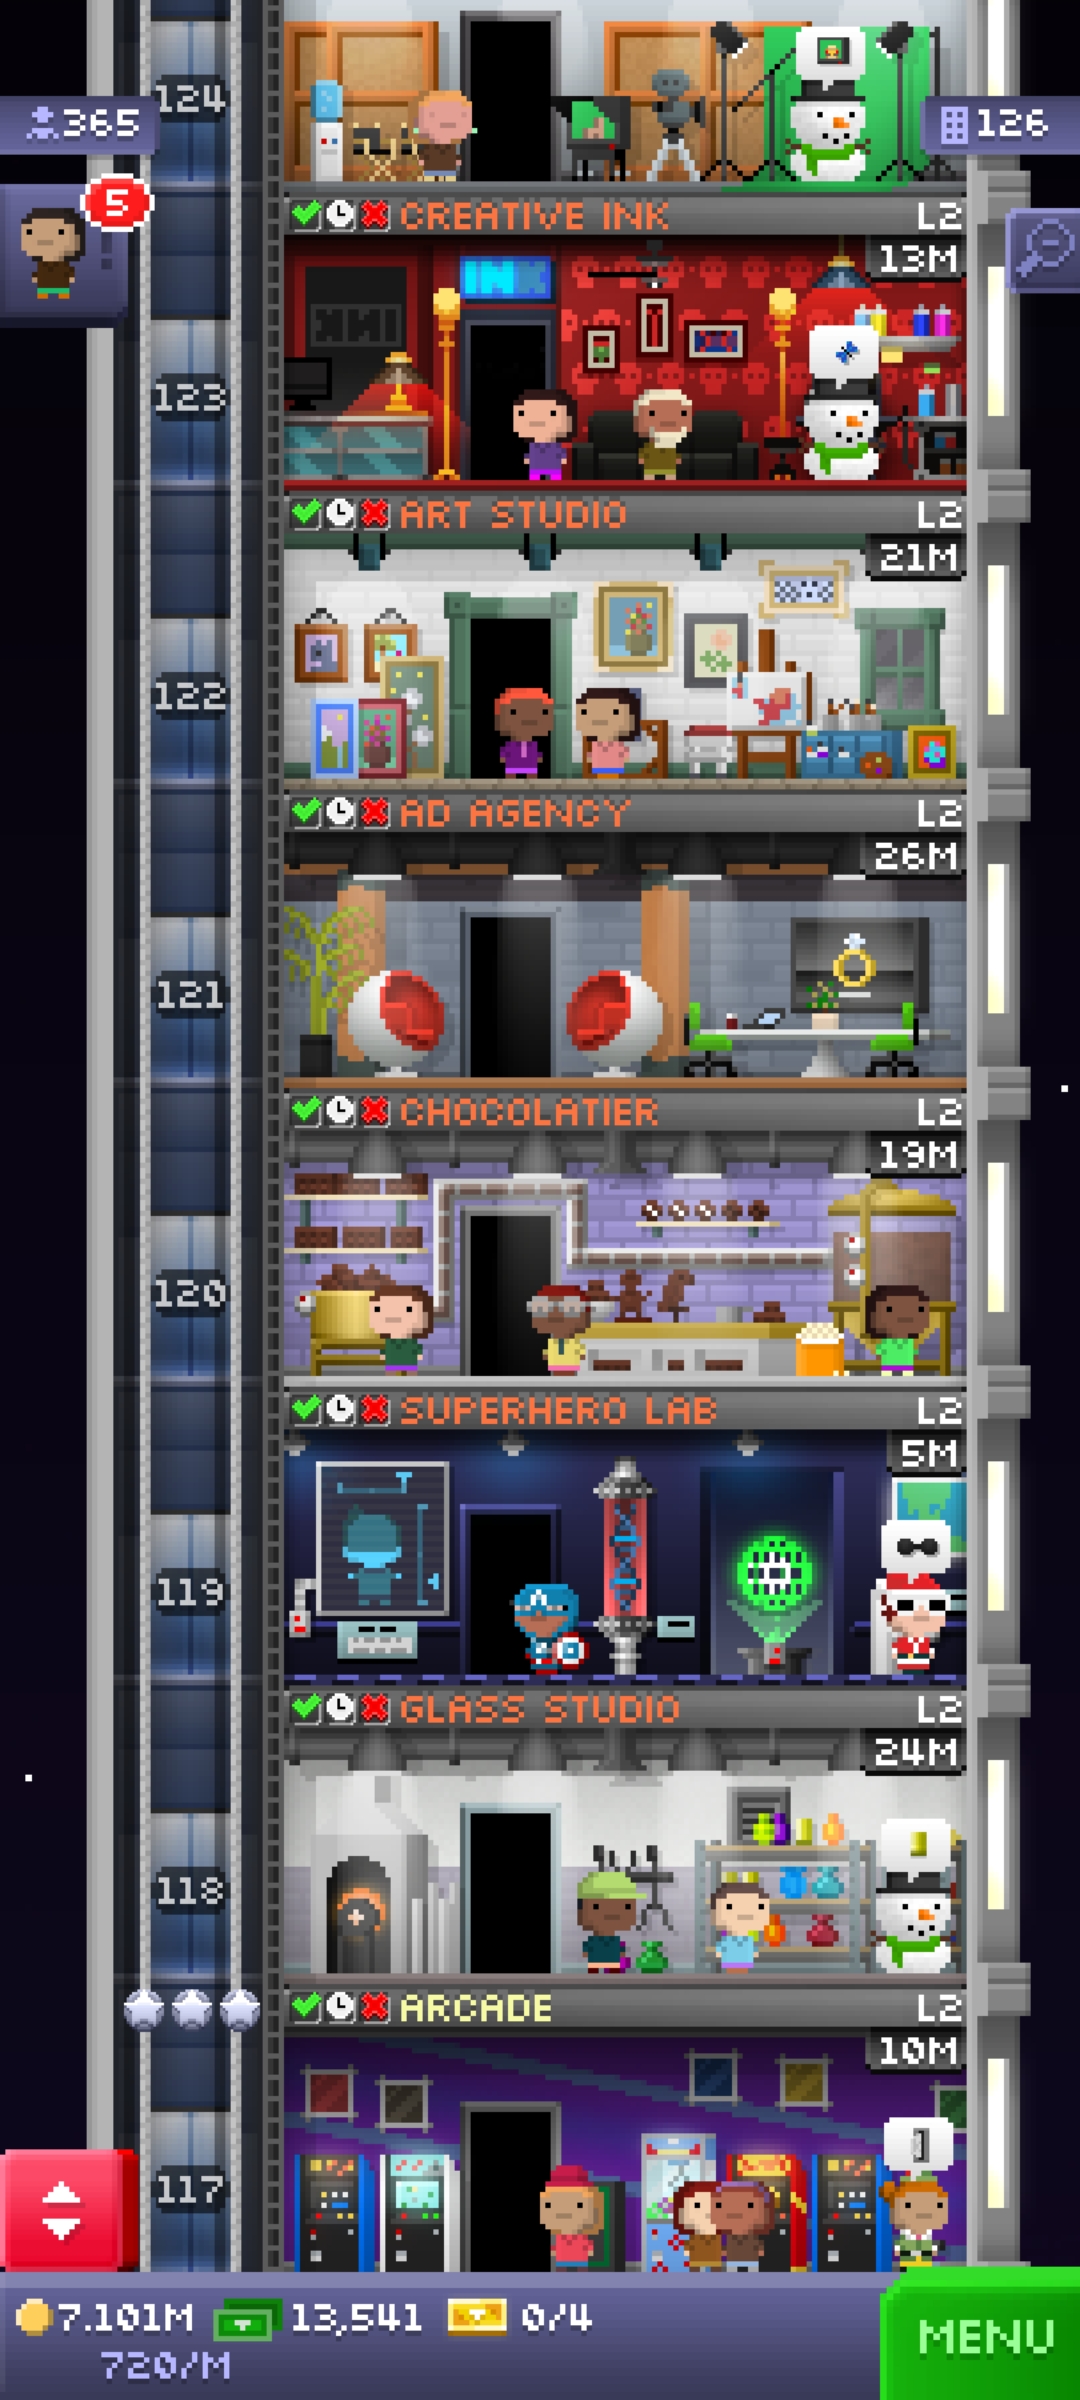 124
365
126
5
CREATIVE INK L2
13M
INK
123
ART STUDIO L2
21M
122
AD AGENCY L2
26M
121
CHOCOLATIER L2
19M
120
SUPERHERO LAB L2
5M
119
GLASS STUDIO L2
24M
118
ARCADE L2
10M
117
7.101M 13,541 0/4
720/M
MENU